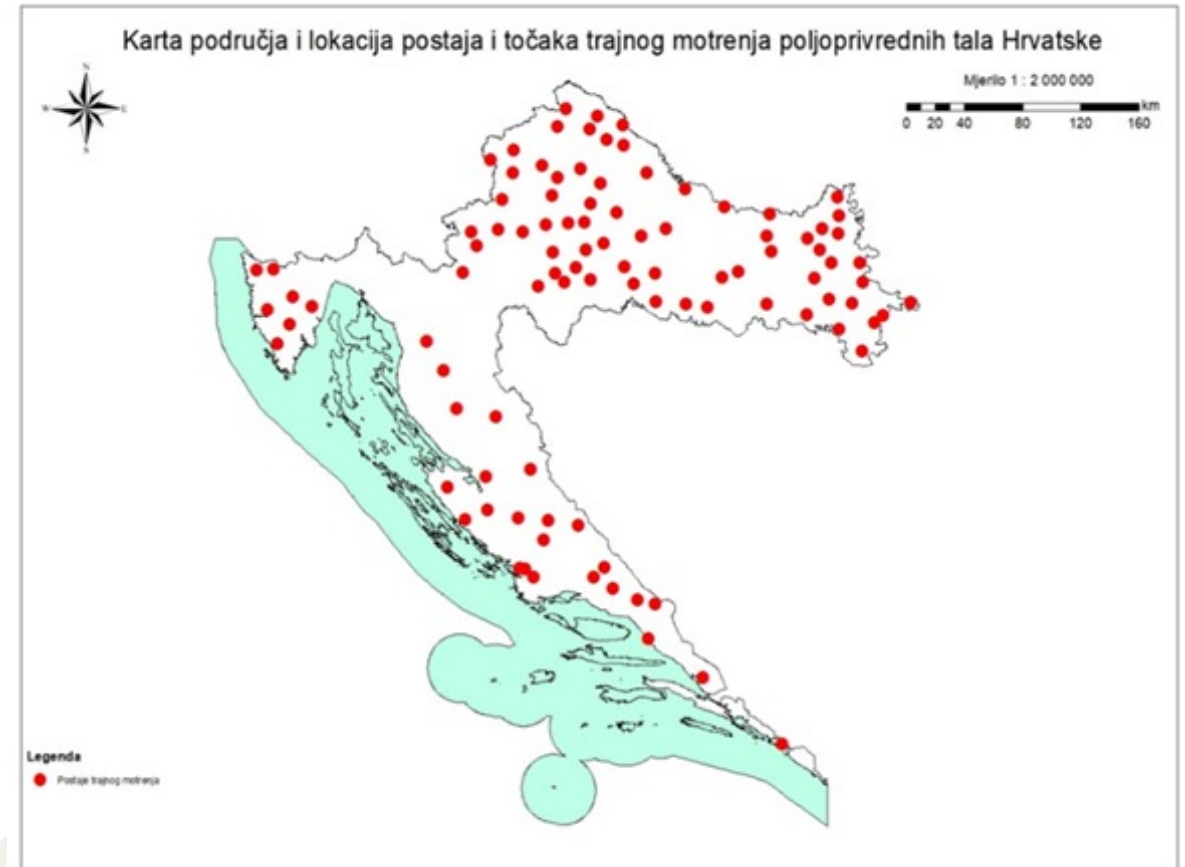 Karta područja i lokacija postaja i točaka trajnog motrenja poljoprivrednih tala Hrvatske
N
W E
S
Mjerilo 1 : 2 000 000
km
0 20 40 80 120 160
Legenda
Postaje trajnog motrenja